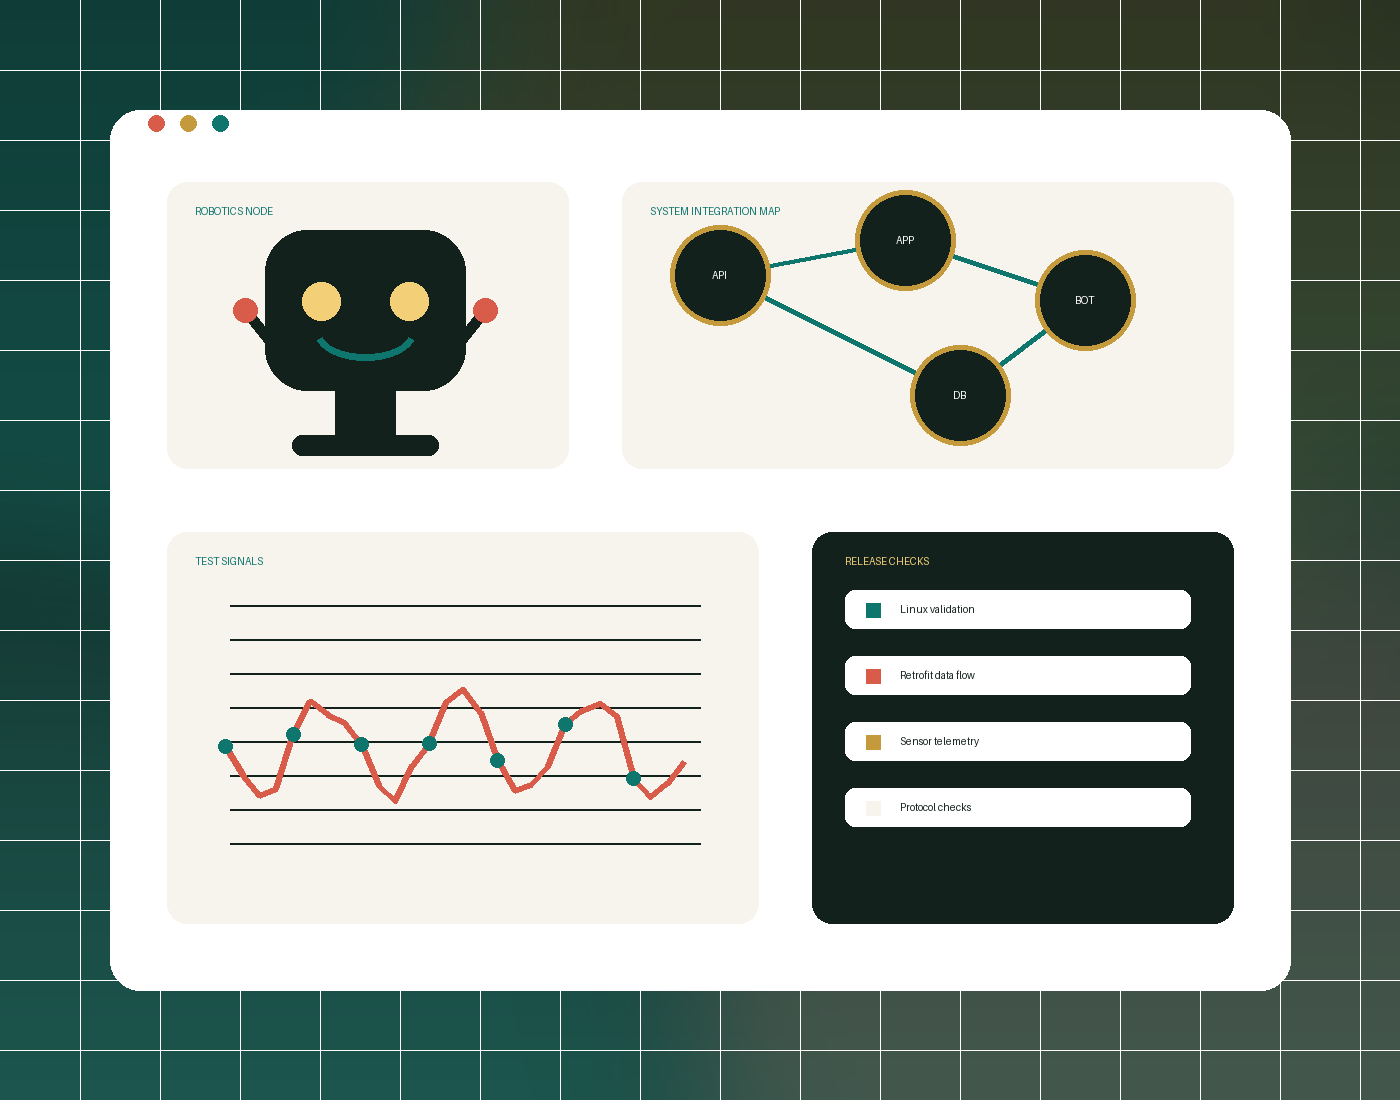 ROBOTICS NODE
SYSTEM INTEGRATION MAP
API
APP
BOT
DB
TEST SIGNALS
RELEASE CHECKS
Linux validation
Retrofit data flow
Sensor telemetry
Protocol checks